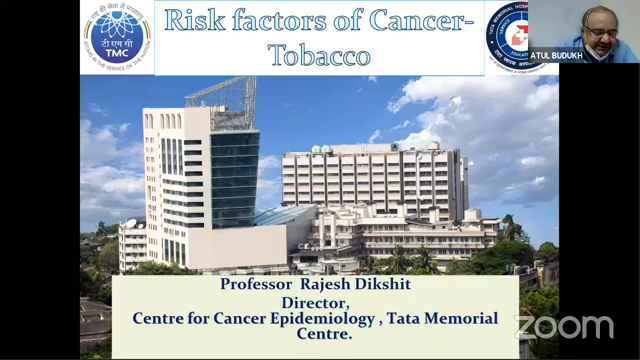 Risk factors of Cancer-
Tobacco
टी एम सी
TMC
ATUL BUDUKH
Professor Rajesh Dikshit
Director,
Centre for Cancer Epidemiology , Tata Memorial
Centre.
zoom